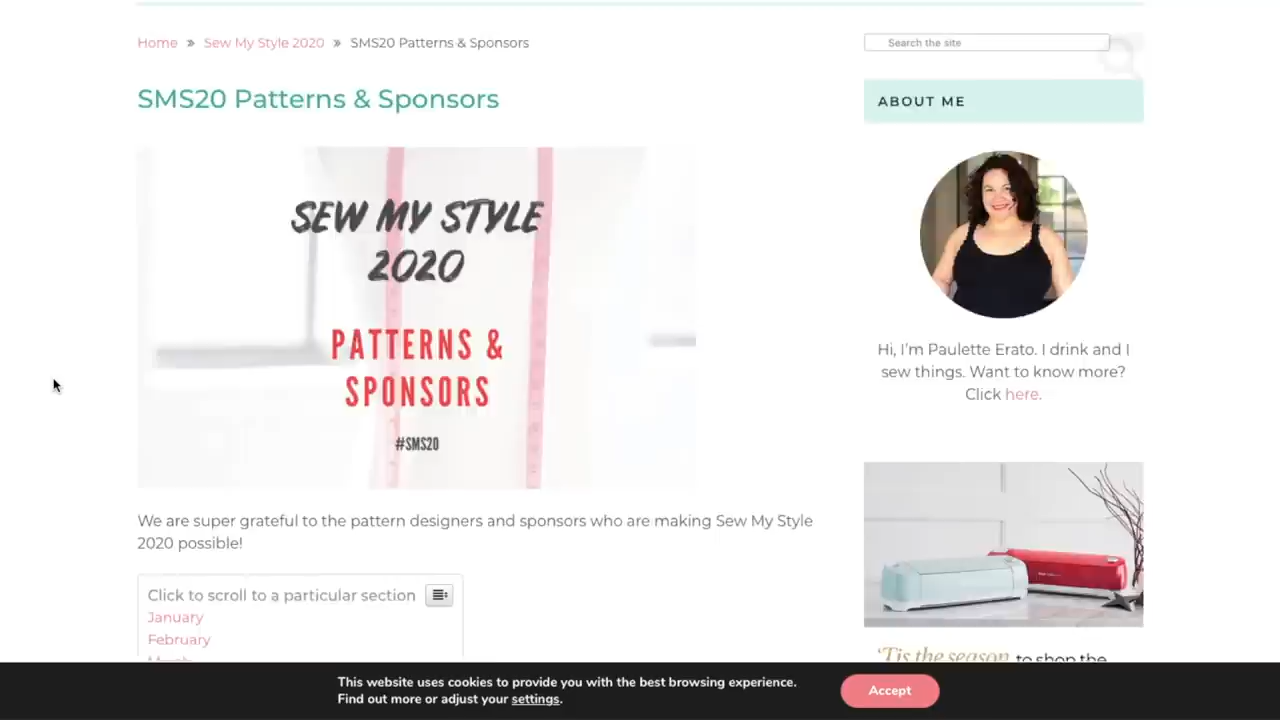 Home » Sew My Style 2020 » SMS20 Patterns & Sponsors
Search the site
SMS20 Patterns & Sponsors
SEW MY STYLE
2020
PATTERNS &
SPONSORS
#SMS20
We are super grateful to the pattern designers and sponsors who are making Sew My Style
2020 possible!
Click to scroll to a particular section
January
February
ABOUT ME
Hi, I'm Paulette Erato. I drink and I
sew things. Want to know more?
Click here.
'Tis the season to shop the
This website uses cookies to provide you with the best browsing experience.
Find out more or adjust your settings.
Accept